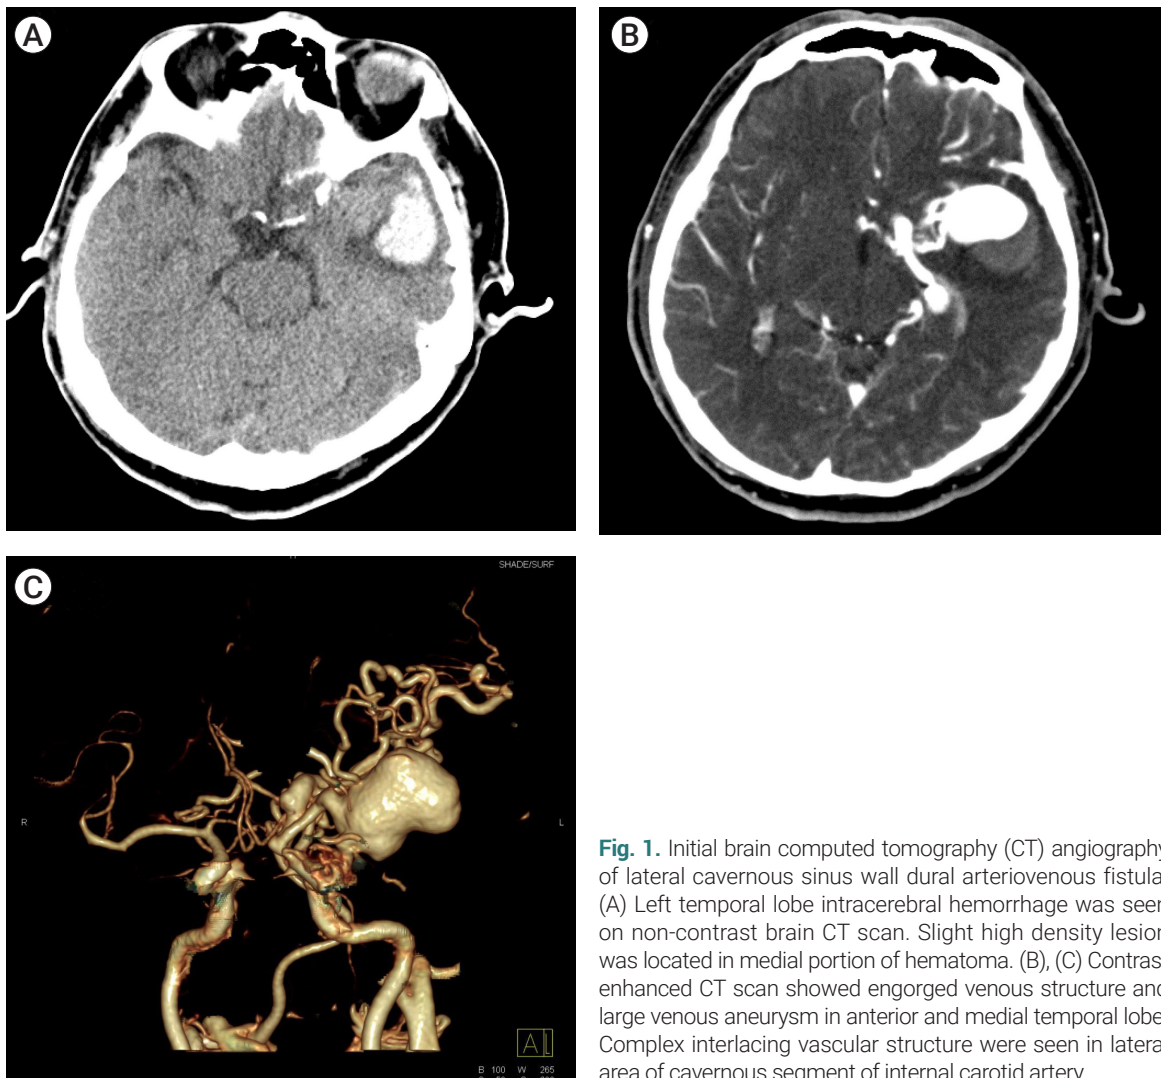 A
B
C
SHADE/SURF
R
L
A L
B 100 W 265
Fig. 1. Initial brain computed tomography (CT) angiography
of lateral cavernous sinus wall dural arteriovenous fistula
(A) Left temporal lobe intracerebral hemorrhage was seen
on non-contrast brain CT scan. Slight high density lesion
was located in medial portion of hematoma. (B), (C) Contras
enhanced CT scan showed engorged venous structure and
large venous aneurysm in anterior and medial temporal lobe
Complex interlacing vascular structure were seen in latera
area of cavernous segment of internal carotid artery